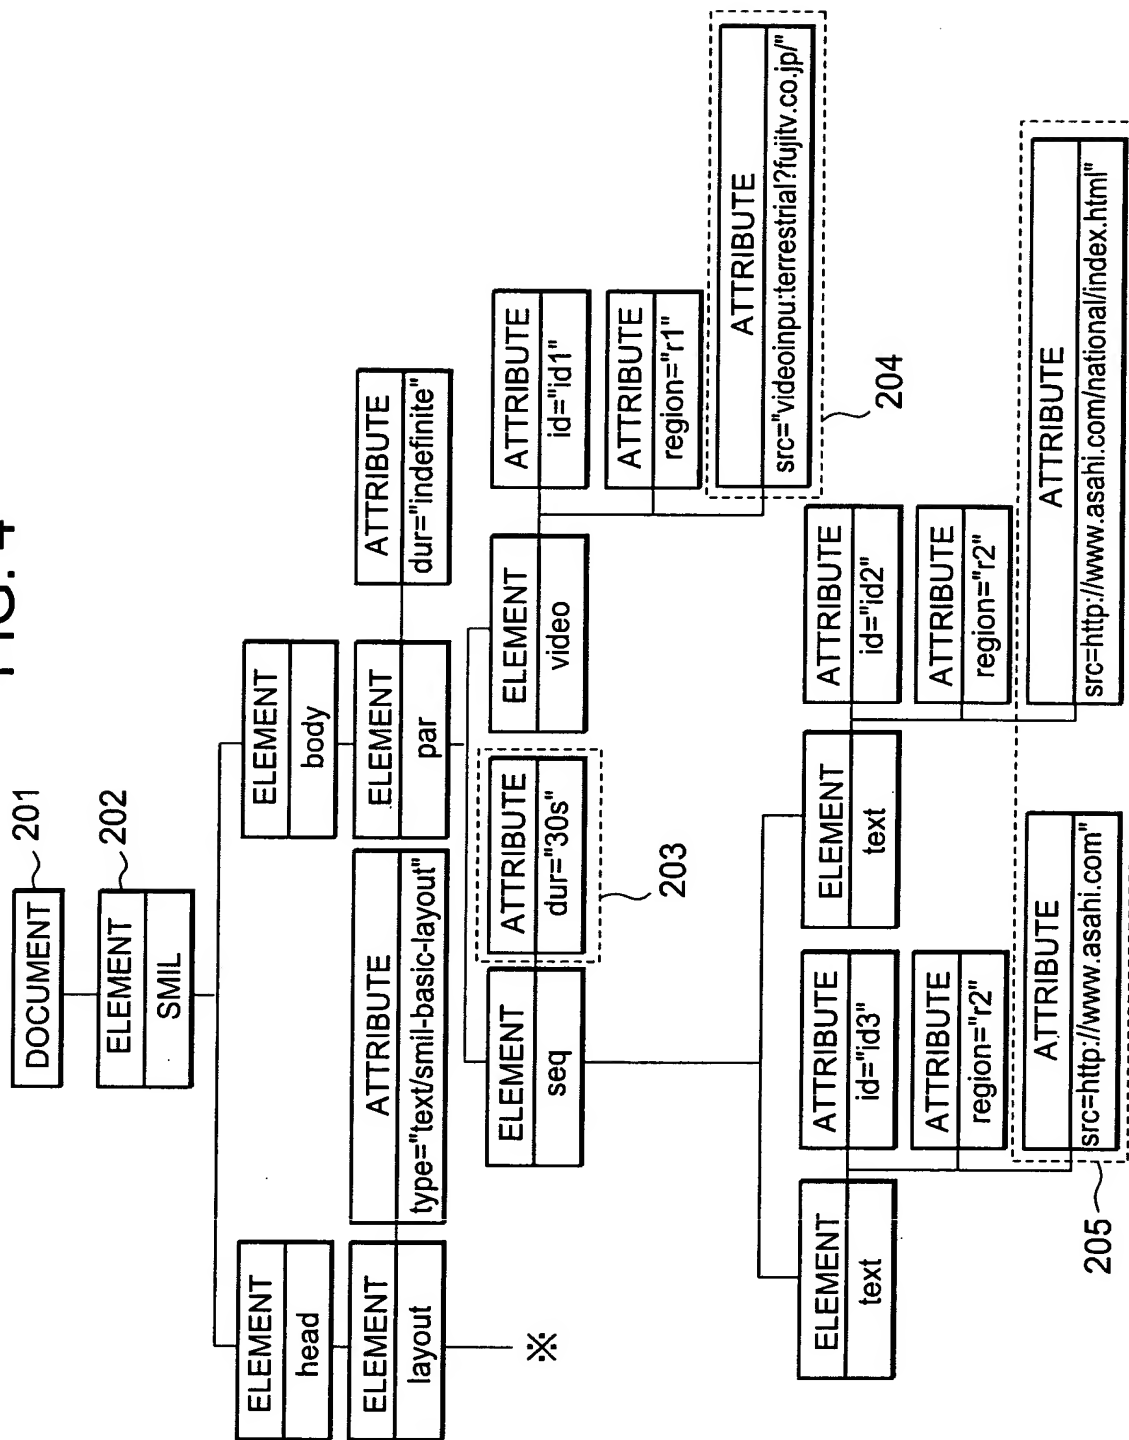 FIG. 4
DOCUMENT
201
ELEMENT
SMIL
202
ELEMENT
head
ELEMENT
body
ELEMENT
layout
ATTRIBUTE
type="text/smil-basic-layout"
ELEMENT
par
ATTRIBUTE
dur="indefinite"
※
ELEMENT
seq
ATTRIBUTE
dur="30s"
203
ELEMENT
video
ATTRIBUTE
id="id1"
ATTRIBUTE
region="r1"
ATTRIBUTE
src="videoinpu:terrestrial?fujitv.co.jp/"
204
ELEMENT
text
ATTRIBUTE
id="id3"
ATTRIBUTE
region="r2"
ATTRIBUTE
src=http://www.asahi.com"
205
ELEMENT
text
ATTRIBUTE
id="id2"
ATTRIBUTE
region="r2"
ATTRIBUTE
src=http://www.asahi.com/national/index.html"